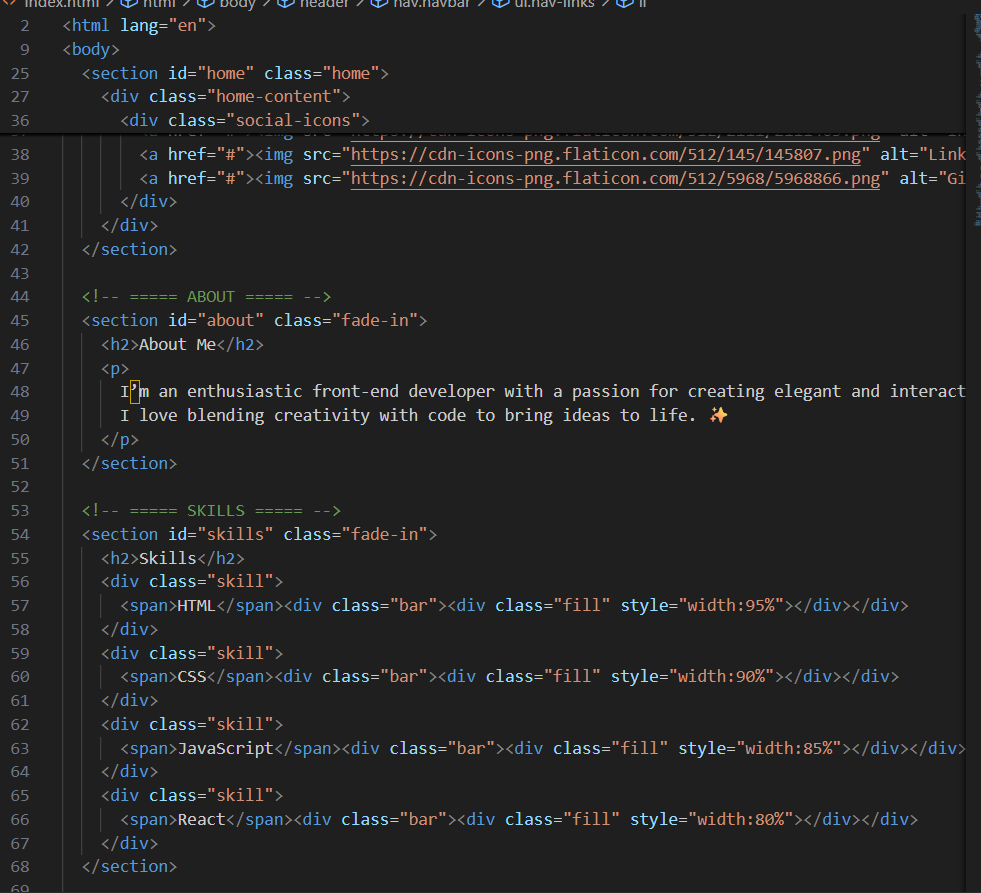 index.html > html > body > header > nav.navbar > ul.nav-links > li
2 <html lang="en">
9 <body>
25 <section id="home" class="home">
27 <div class="home-content">
36 <div class="social-icons">
38 <a href="#"><img src="https://cdn-icons-png.flaticon.com/512/145/145807.png" alt="Link
39 <a href="#"><img src="https://cdn-icons-png.flaticon.com/512/5968/5968866.png" alt="Gi
40 </div>
41 </div>
42 </section>
43
44 <!-- ===== ABOUT ===== -->
45 <section id="about" class="fade-in">
46 <h2>About Me</h2>
47 <p>
48 I’m an enthusiastic front-end developer with a passion for creating elegant and interact
49 I love blending creativity with code to bring ideas to life. ✨
50 </p>
51 </section>
52
53 <!-- ===== SKILLS ===== -->
54 <section id="skills" class="fade-in">
55 <h2>Skills</h2>
56 <div class="skill">
57 <span>HTML</span><div class="bar"><div class="fill" style="width:95%"></div></div>
58 </div>
59 <div class="skill">
60 <span>CSS</span><div class="bar"><div class="fill" style="width:90%"></div></div>
61 </div>
62 <div class="skill">
63 <span>JavaScript</span><div class="bar"><div class="fill" style="width:85%"></div></div>
64 </div>
65 <div class="skill">
66 <span>React</span><div class="bar"><div class="fill" style="width:80%"></div></div>
67 </div>
68 </section>
69